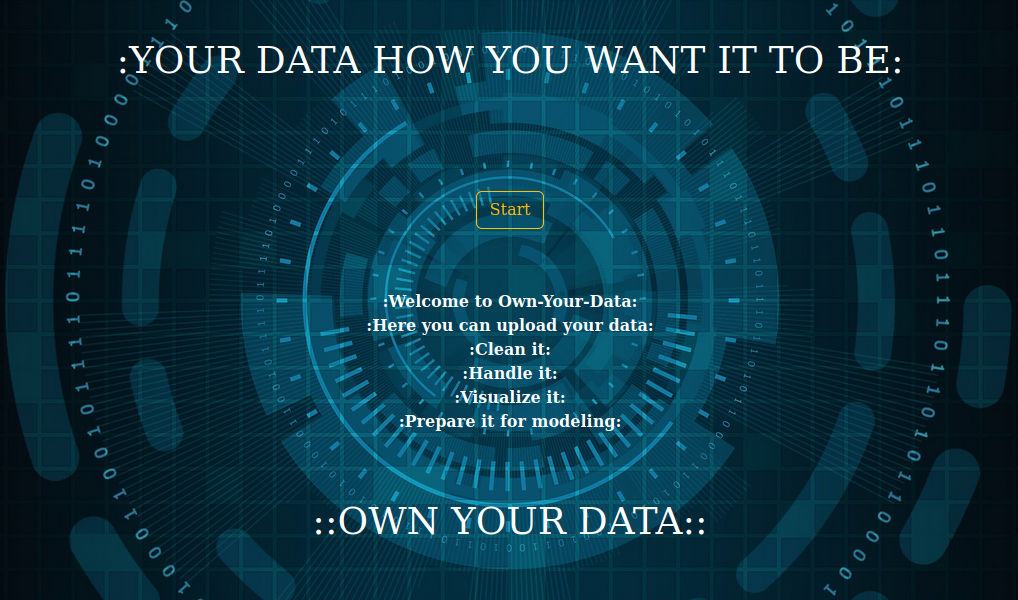 :YOUR DATA HOW YOU WANT IT TO BE:
Start
:Welcome to Own-Your-Data:
:Here you can upload your data:
:Clean it:
:Handle it:
:Visualize it:
:Prepare it for modeling:
::OWN YOUR DATA::